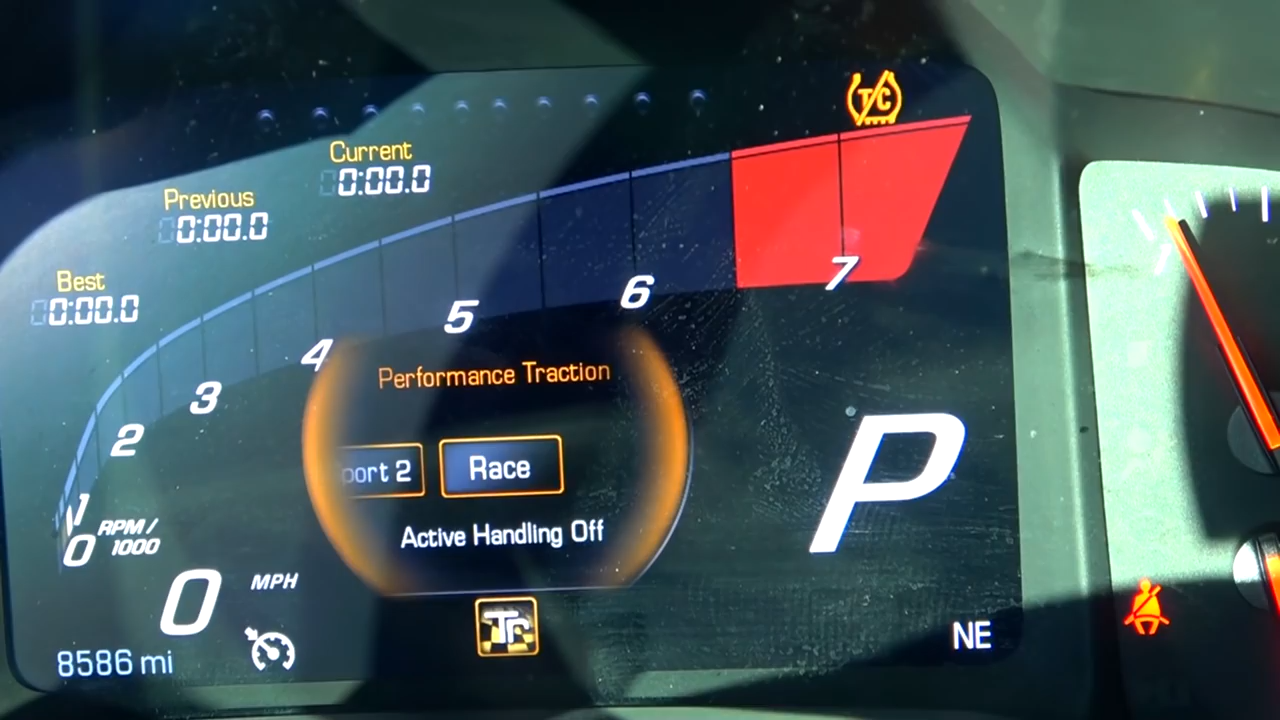 T/C
Current
0:00.0
Previous
0:00.0
Best
0:00.0
7
6
5
4
3
2
1
0
RPM/
1000
Performance Traction
port 2
Race
Active Handling Off
P
0 MPH
Tr
8586 mi
NE